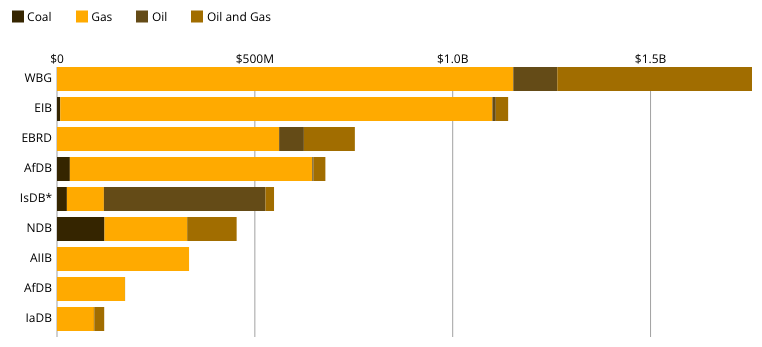 Coal Gas Oil Oil and Gas
$0 $500M $1.0B $1.5B
WBG
EIB
EBRD
AfDB
IsDB*
NDB
AIIB
AfDB
IaDB